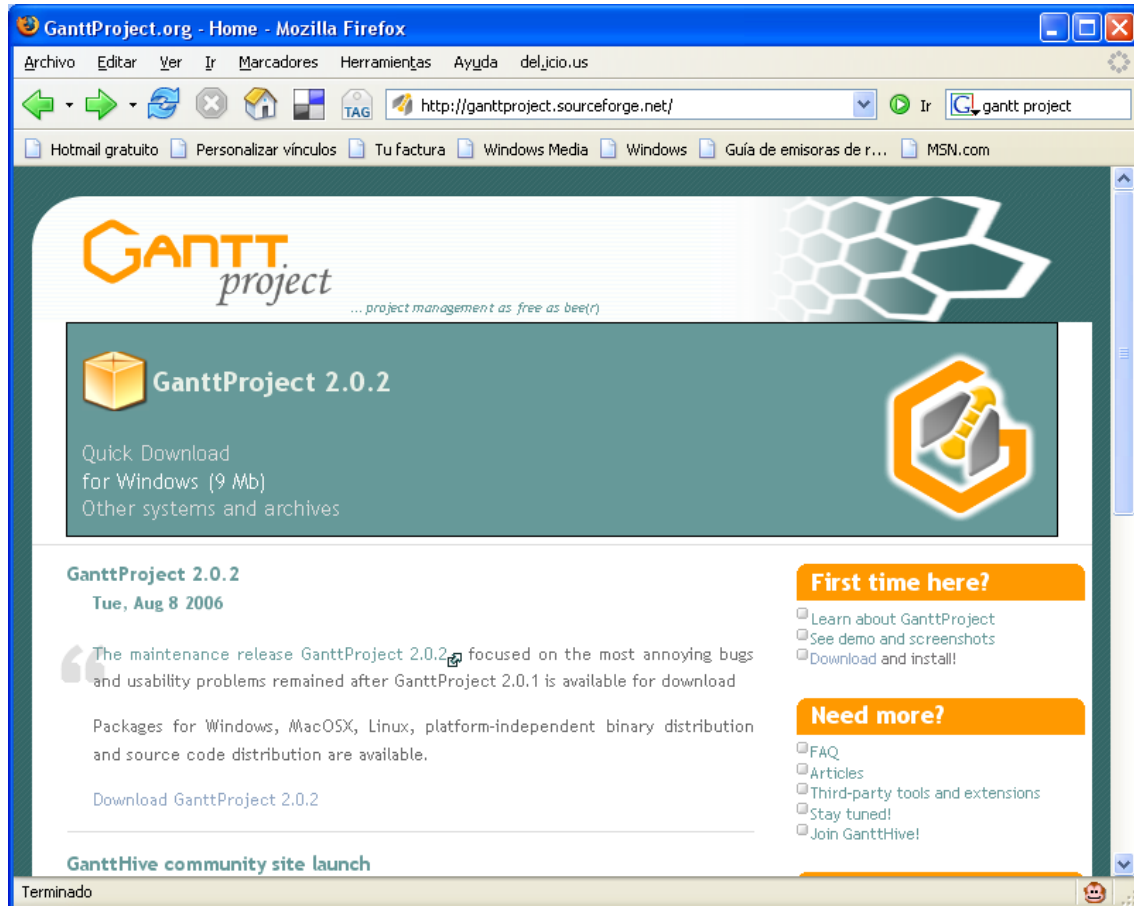 GanttProject.org - Home - Mozilla Firefox
Archivo Editar Ver Ir Marcadores Herramientas Ayuda del.icio.us
TAG http://ganttproject.sourceforge.net/ Ir G gantt project
Hotmail gratuito Personalizar vínculos Tu factura Windows Media Windows Guía de emisoras de r... MSN.com
GANTT
project
... project management as free as bee(r)
GanttProject 2.0.2
Quick Download
for Windows (9 Mb)
Other systems and archives
GanttProject 2.0.2
Tue, Aug 8 2006
The maintenance release GanttProject 2.0.2 focused on the most annoying bugs
and usability problems remained after GanttProject 2.0.1 is available for download
Packages for Windows, MacOSX, Linux, platform-independent binary distribution
and source code distribution are available.
Download GanttProject 2.0.2
GanttHive community site launch
First time here?
Learn about GanttProject
See demo and screenshots
Download and install!
Need more?
FAQ
Articles
Third-party tools and extensions
Stay tuned!
Join GanttHive!
Terminado